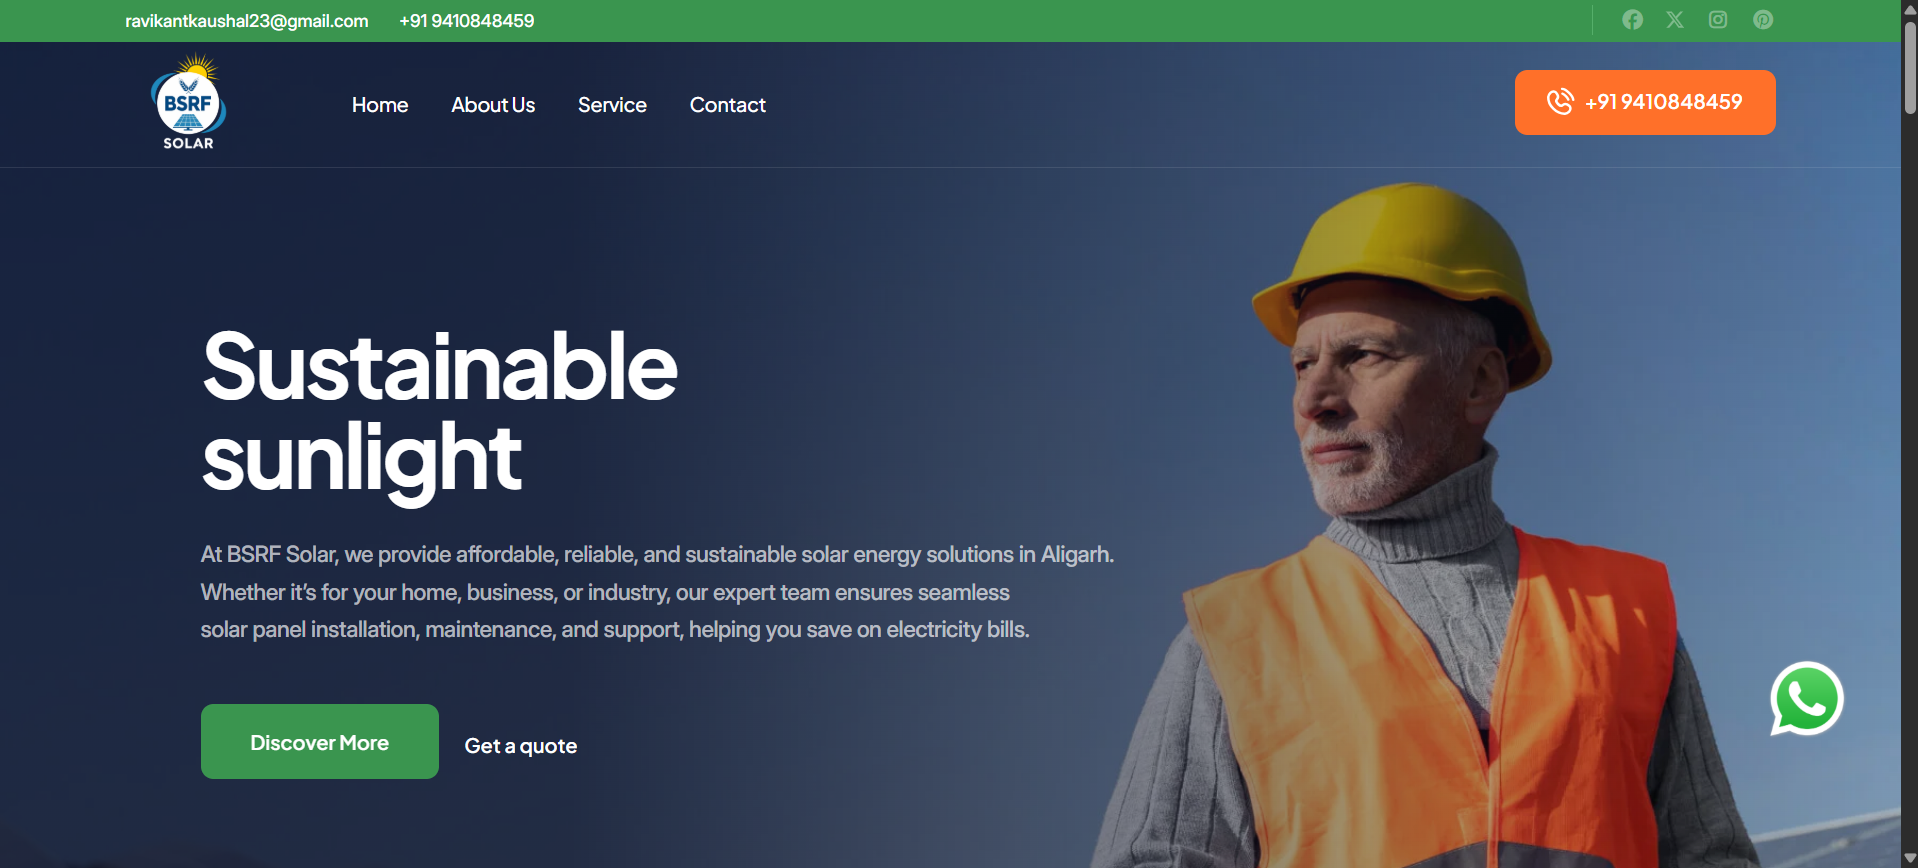 ravikantkaushal23@gmail.com +91 9410848459
BSRF
SOLAR
Home About Us Service Contact
+91 9410848459
Sustainable
sunlight
At BSRF Solar, we provide affordable, reliable, and sustainable solar energy solutions in Aligarh.
Whether it’s for your home, business, or industry, our expert team ensures seamless
solar panel installation, maintenance, and support, helping you save on electricity bills.
Discover More Get a quote